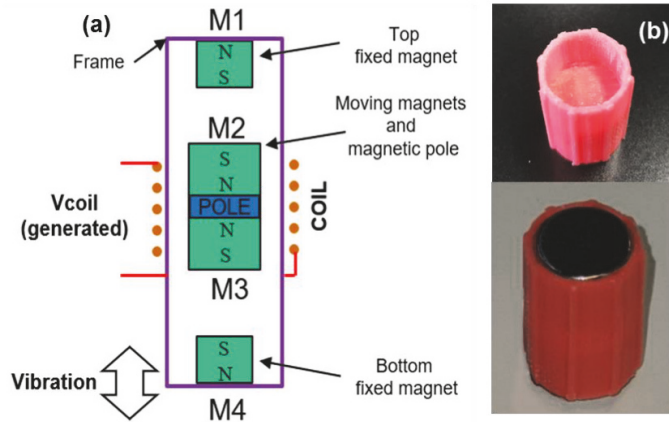 (a)
M1
N
S
Frame
Top
fixed magnet
M2
S
N
POLE
N
S
M3
Moving magnets
and
magnetic pole
Vcoil
(generated)
COIL
S
N
M4
Bottom
fixed magnet
Vibration
(b)